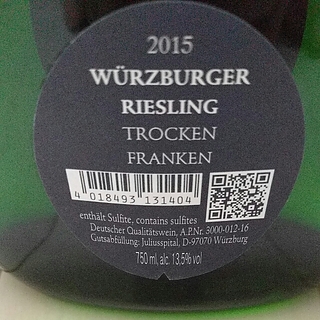 2015
WÜRZBURGER
RIESLING
TROCKEN
FRANKEN
4 018493 131404
enthält Sulfite, contains sulfites
Deutscher Qualitätswein, A.P.Nr. 3000-012-16
Gutsabfüllung: Juliusspital, D-97070 Würzburg
750 ml, alc. 13.5% vol